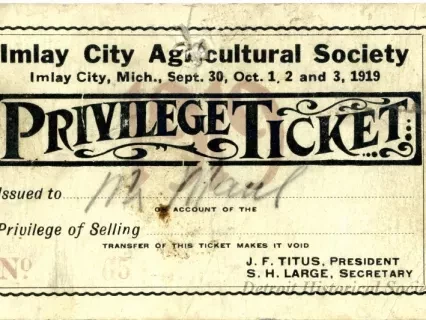 Imlay City Agricultural Society
Imlay City, Mich., Sept. 30, Oct. 1, 2 and 3, 1919
PRIVILEGE TICKET
Issued to
ON ACCOUNT OF THE
Privilege of Selling
TRANSFER OF THIS TICKET MAKES IT VOID
No 65
J. F. TITUS, PRESIDENT
S. H. LARGE, SECRETARY
Detroit Historical Society